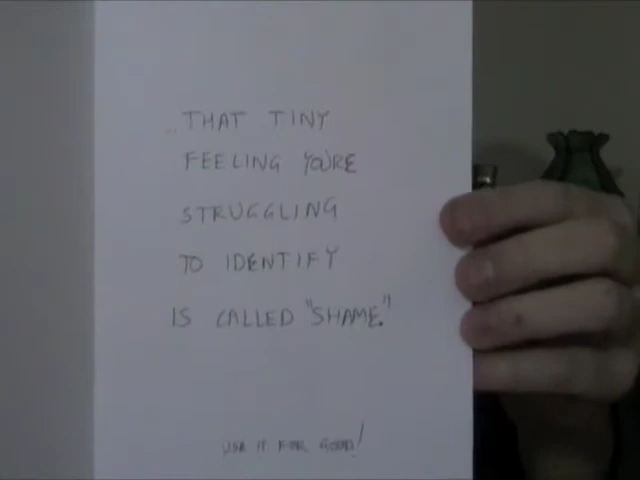 ..THAT TINY
FEELING YOU'RE
STRUGGLING
TO IDENTIFY
IS CALLED "SHAME."
USE IT FOR GOOD!